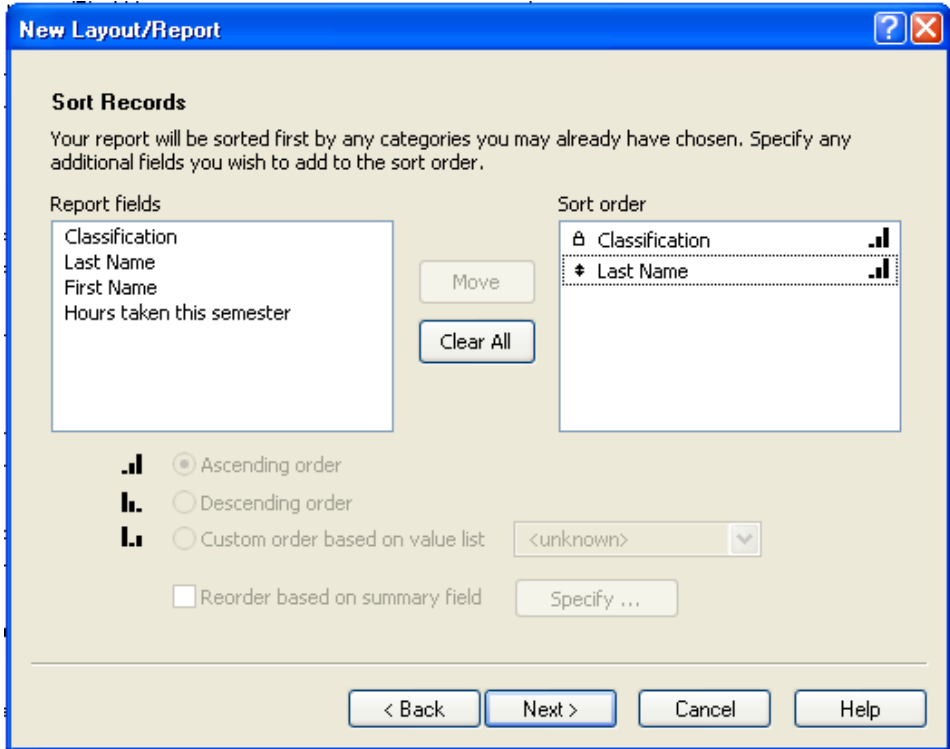 New Layout/Report
Sort Records
Your report will be sorted first by any categories you may already have chosen. Specify any
additional fields you wish to add to the sort order.
Report fields
Classification
Last Name
First Name
Hours taken this semester
Move
Clear All
Sort order
Classification
Last Name
Ascending order
Descending order
Custom order based on value list
<unknown>
Reorder based on summary field
Specify ...
< Back
Next >
Cancel
Help